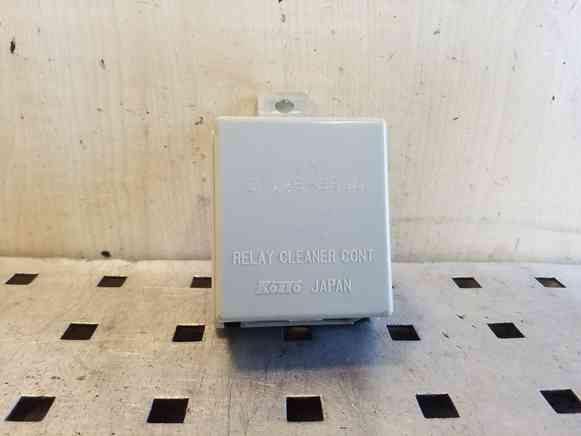 RELAY CLEANER CONT
Koito JAPAN